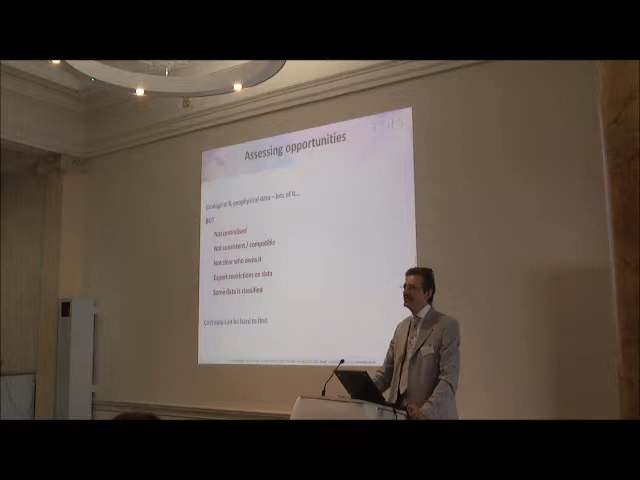 Assessing opportunities
Geological & geophysical data – lots of it...
BUT
Not centralised
Not consistent / compatible
Not clear who owns it
Export restrictions on data
Some data is classified
Cost data can be hard to find